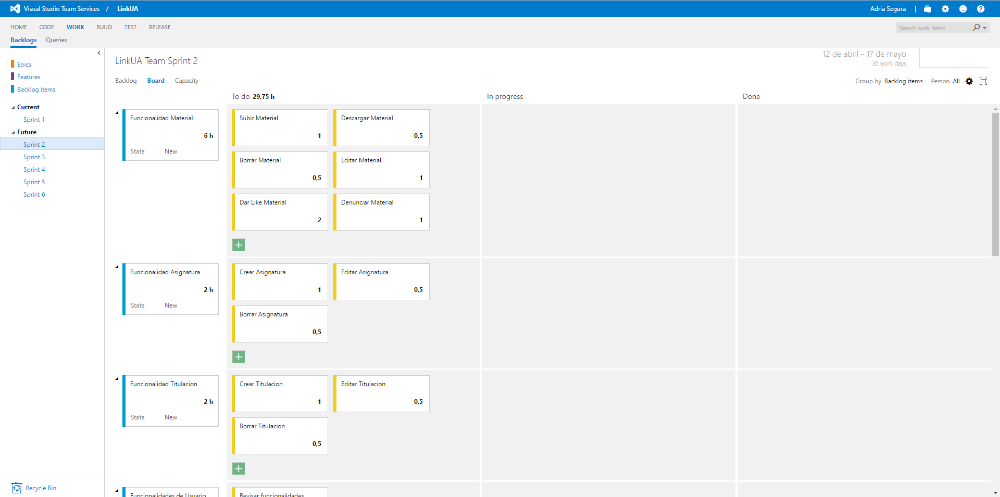 Visual Studio Team Services / LinkUA
Adria Segura |
HOME CODE WORK BUILD TEST RELEASE
Search work items
Backlogs Queries
Epics
Features
Backlog items
Current
Sprint 1
Future
Sprint 2
Sprint 3
Sprint 4
Sprint 5
Sprint 6
Recycle Bin
LinkUA Team Sprint 2
12 de abril - 17 de mayo
36 work days
Backlog Board Capacity
Group by Backlog items Person All
To do 29,75 h
In progress
Done
Funcionalidad Material
6 h
State New
Subir Material
1
Descargar Material
0,5
Borrar Material
0,5
Editar Material
1
Dar Like Material
2
Denunciar Material
1
Funcionalidad Asignatura
2 h
State New
Crear Asignatura
1
Editar Asignatura
0,5
Borrar Asignatura
0,5
Funcionalidad Titulacion
2 h
State New
Crear Titulacion
1
Editar Titulacion
0,5
Borrar Titulacion
0,5
Funcionalidades de Usuario
Revisar funcionalidades